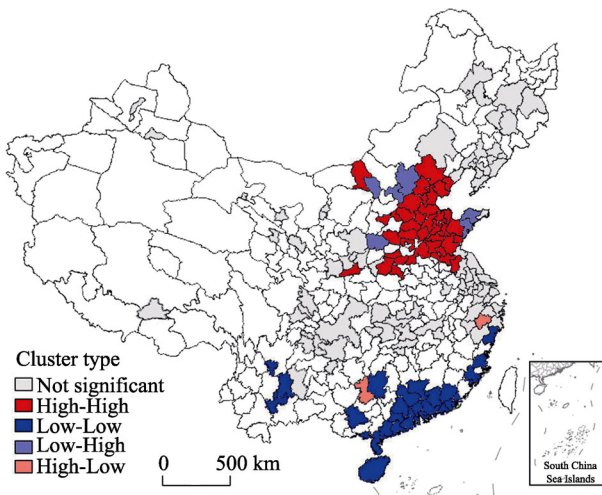 Cluster type
Not significant
High-High
Low-Low
Low-High
High-Low
0 500 km
South China
Sea Islands